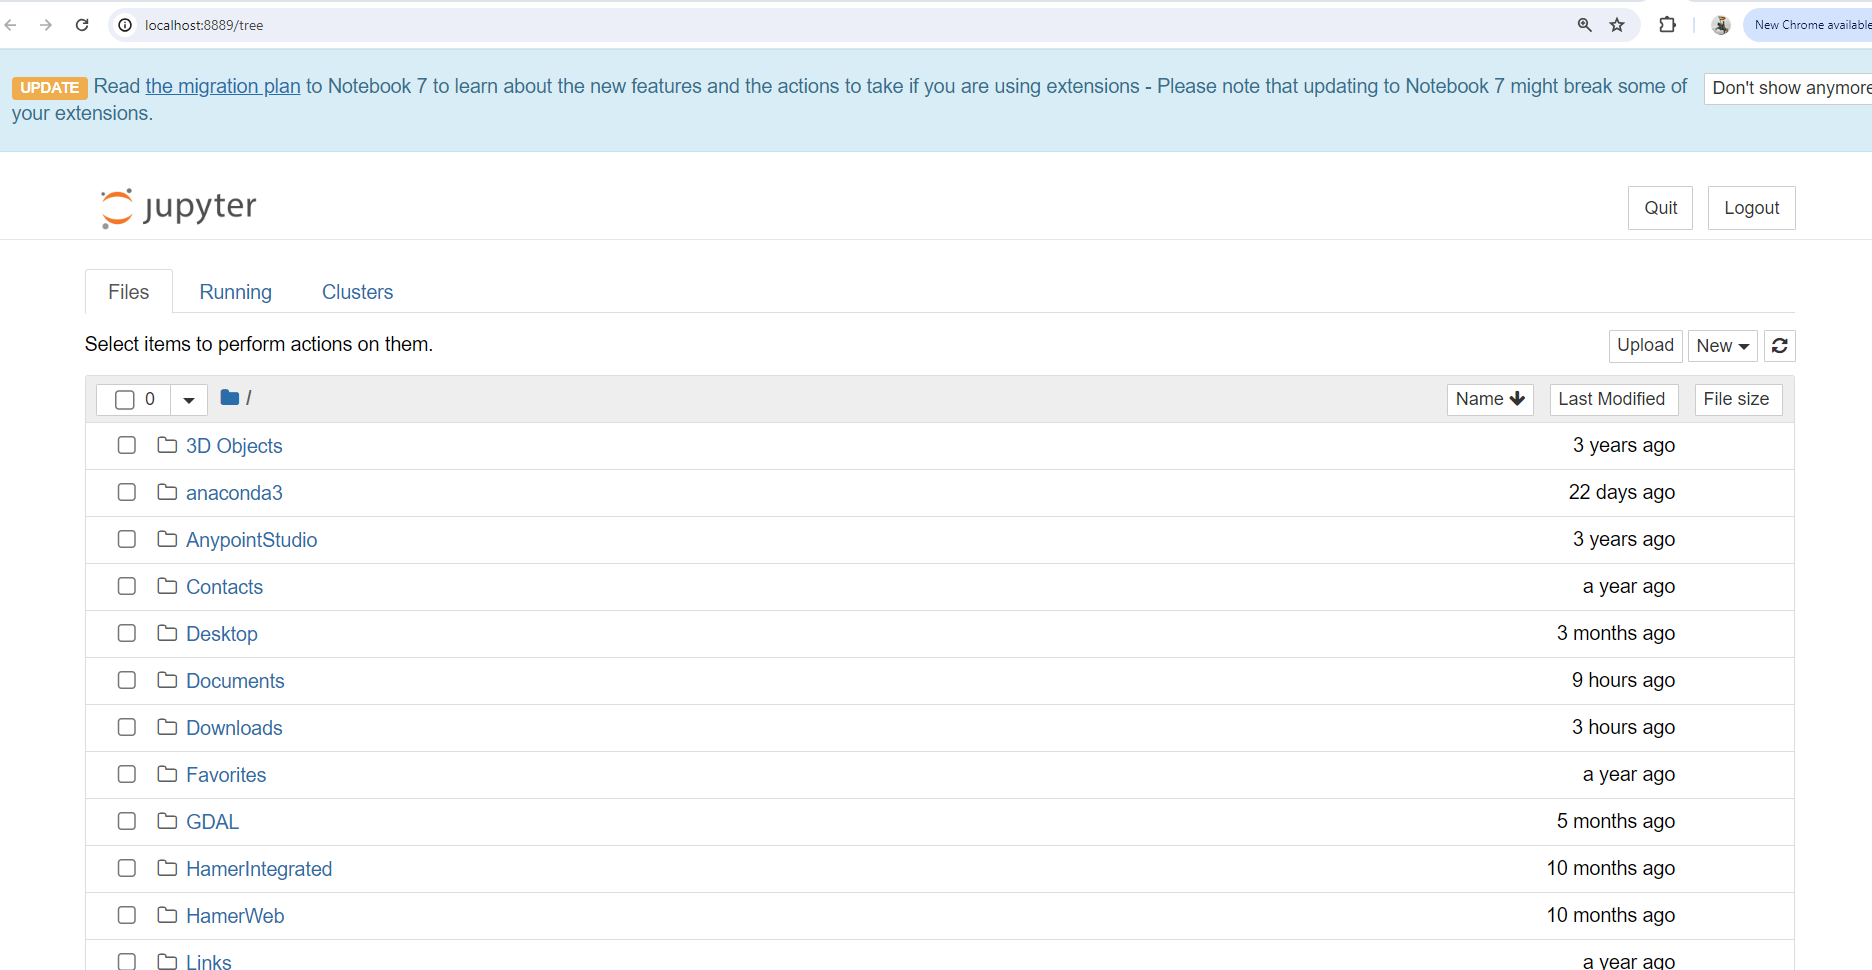 localhost:8889/tree
New Chrome available
UPDATE Read the migration plan to Notebook 7 to learn about the new features and the actions to take if you are using extensions - Please note that updating to Notebook 7 might break some of
your extensions.
Don't show anymore
jupyter
Quit Logout
Files Running Clusters
Select items to perform actions on them.
Upload New
0 / Name Last Modified File size
3D Objects 3 years ago
anaconda3 22 days ago
AnypointStudio 3 years ago
Contacts a year ago
Desktop 3 months ago
Documents 9 hours ago
Downloads 3 hours ago
Favorites a year ago
GDAL 5 months ago
HamerIntegrated 10 months ago
HamerWeb 10 months ago
Links a year ago